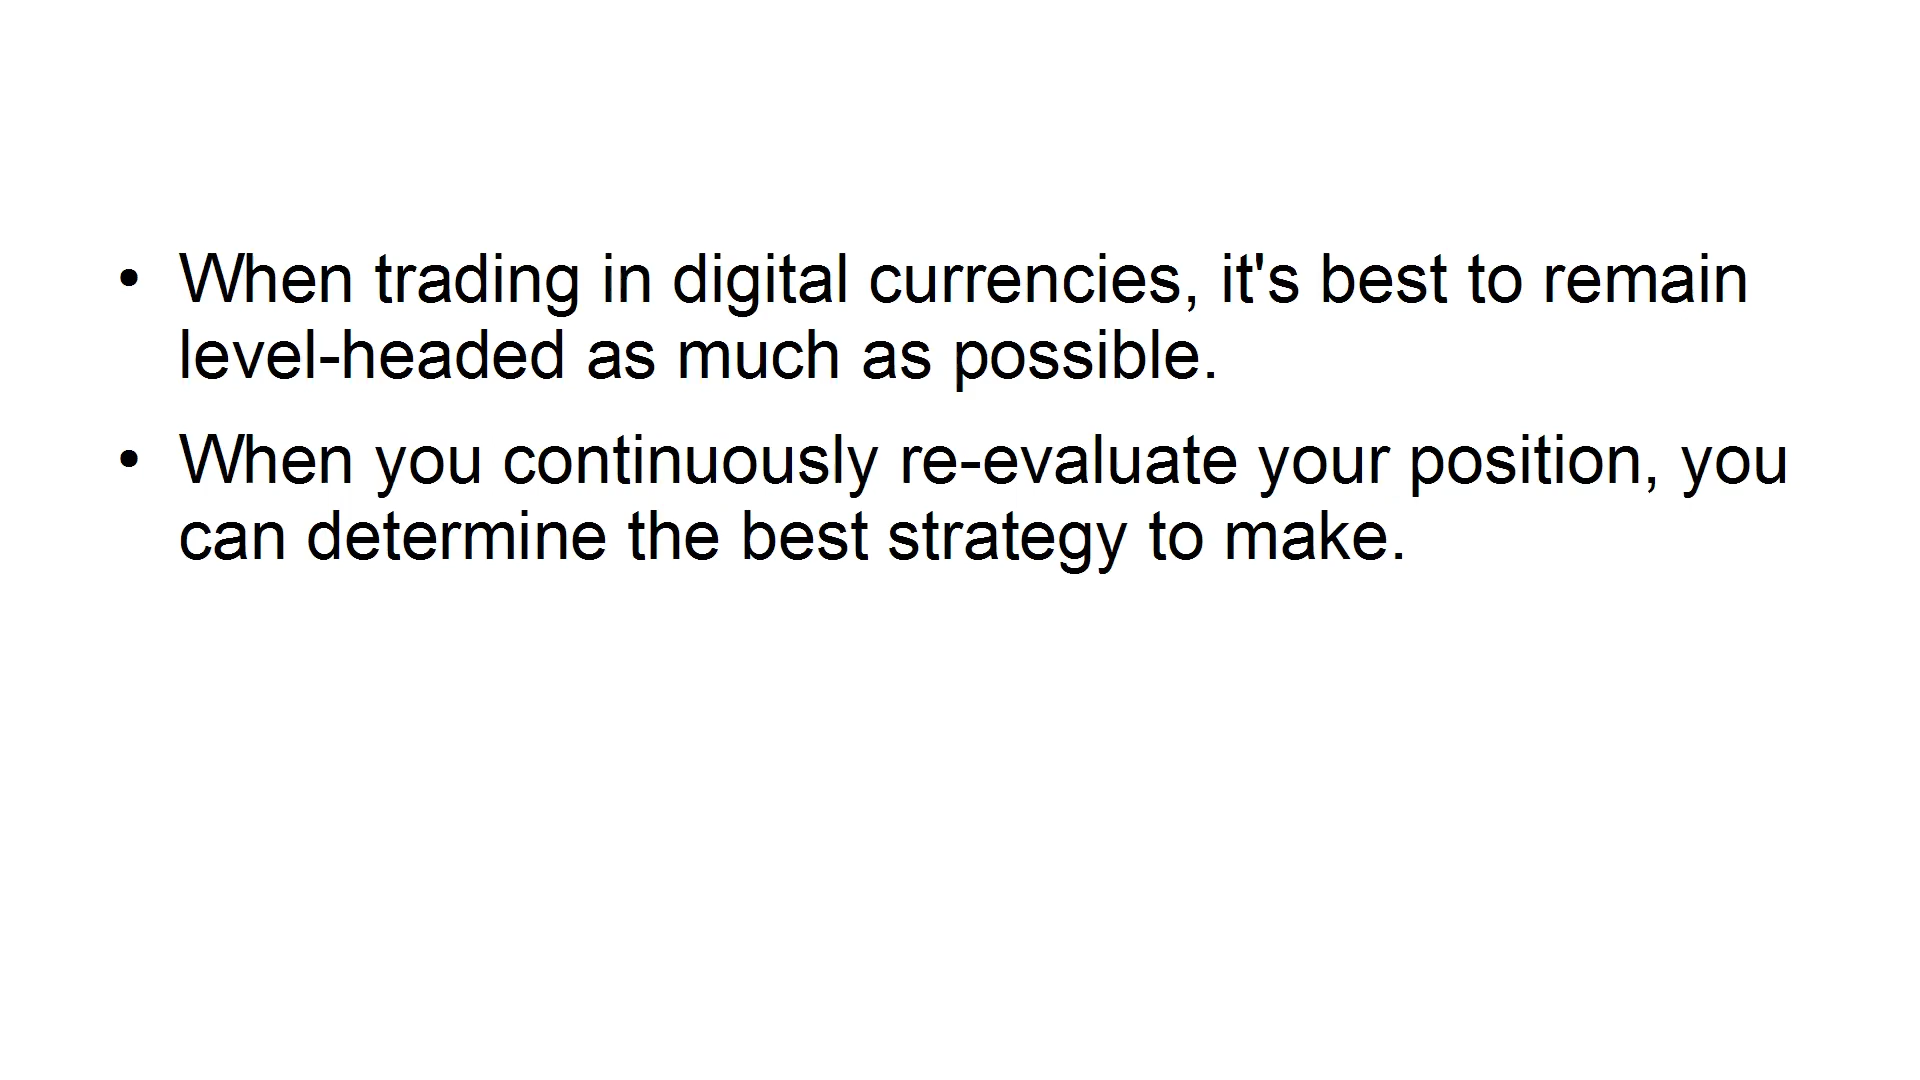 • When trading in digital currencies, it's best to remain
level-headed as much as possible.
• When you continuously re-evaluate your position, you
can determine the best strategy to make.